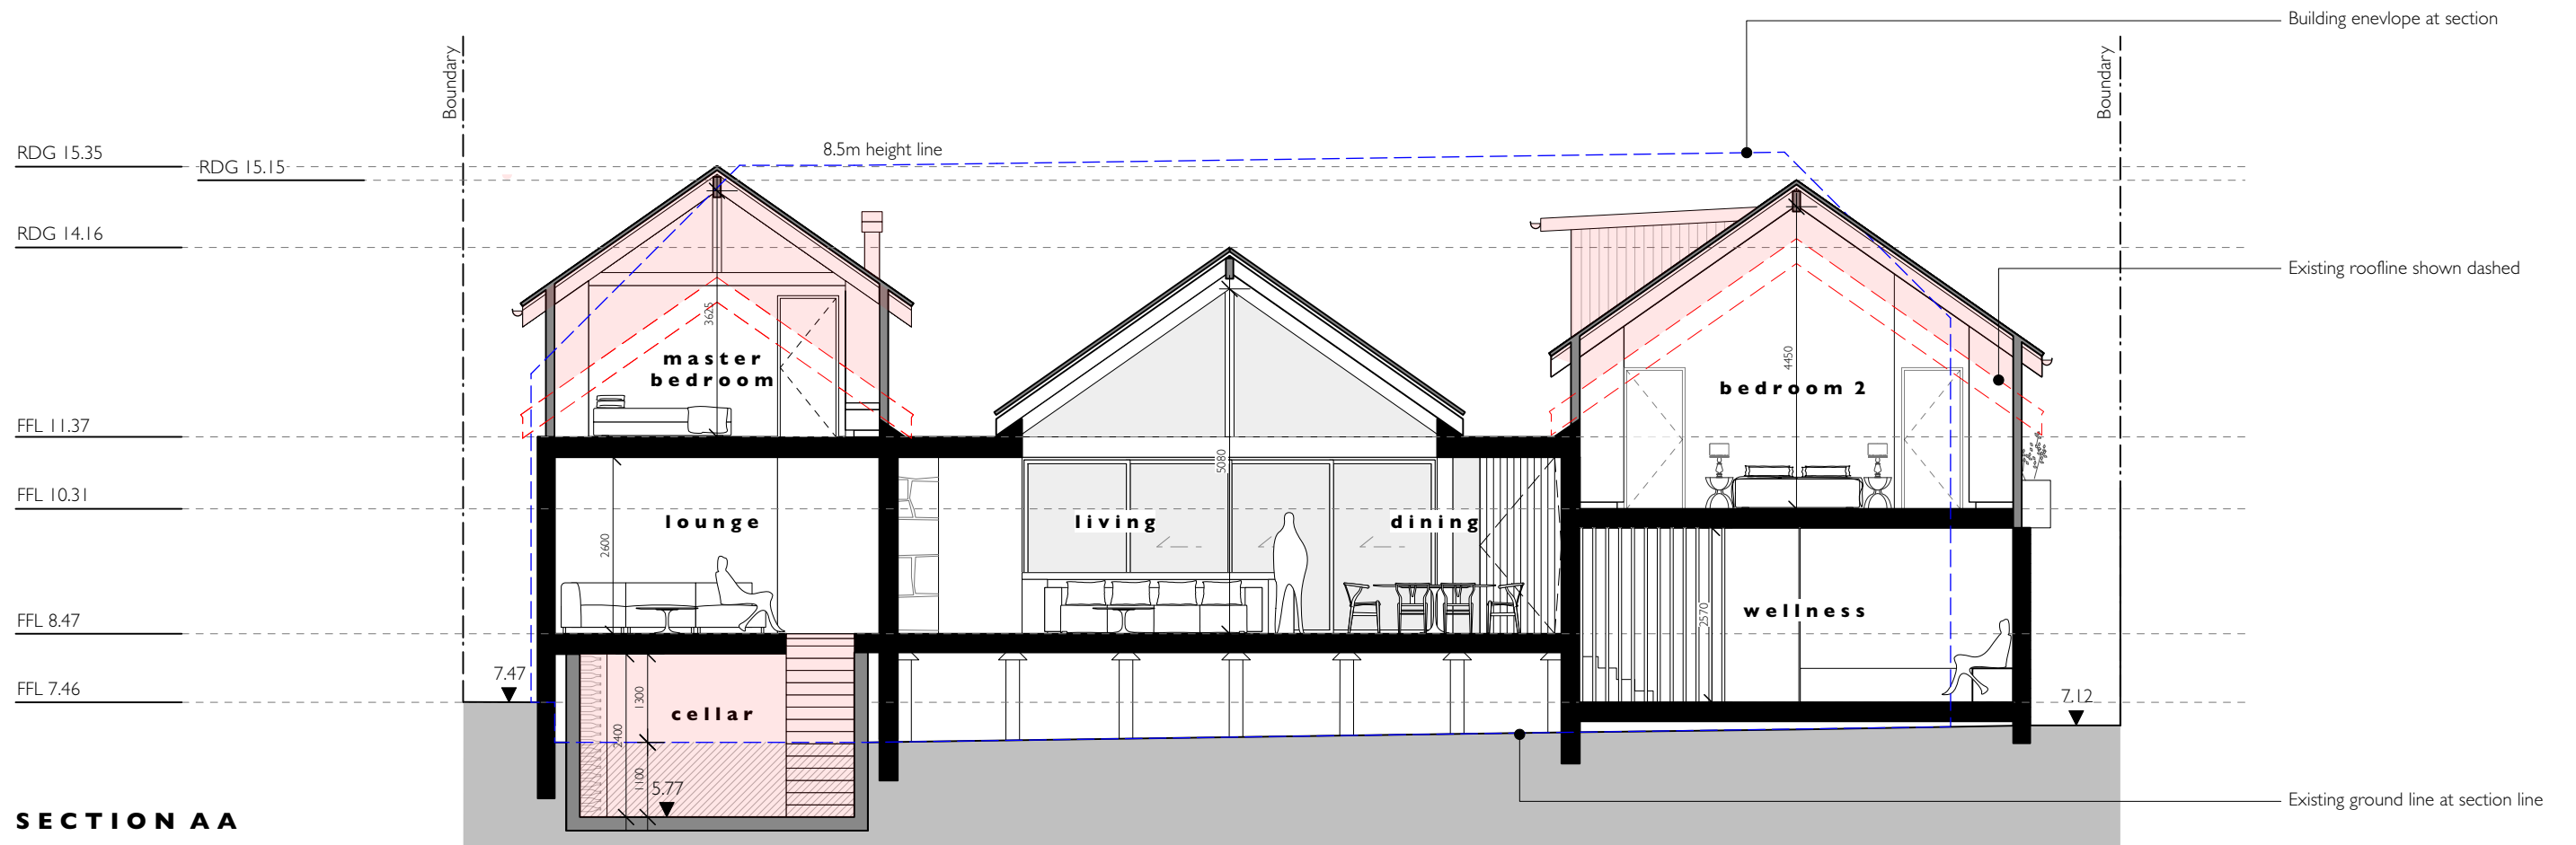 Building enevlope at section
Boundary
Boundary
8.5m height line
RDG 15.35
RDG 15.15
RDG 14.16
Existing roofline shown dashed
3625
master
bedroom
4450
bedroom 2
FFL 11.37
5080
FFL 10.31
lounge
living
dining
2600
FFL 8.47
2570
wellness
7.47
FFL 7.46
1300
7.12
cellar
2400
1100
5.77
Existing ground line at section line
SECTION AA